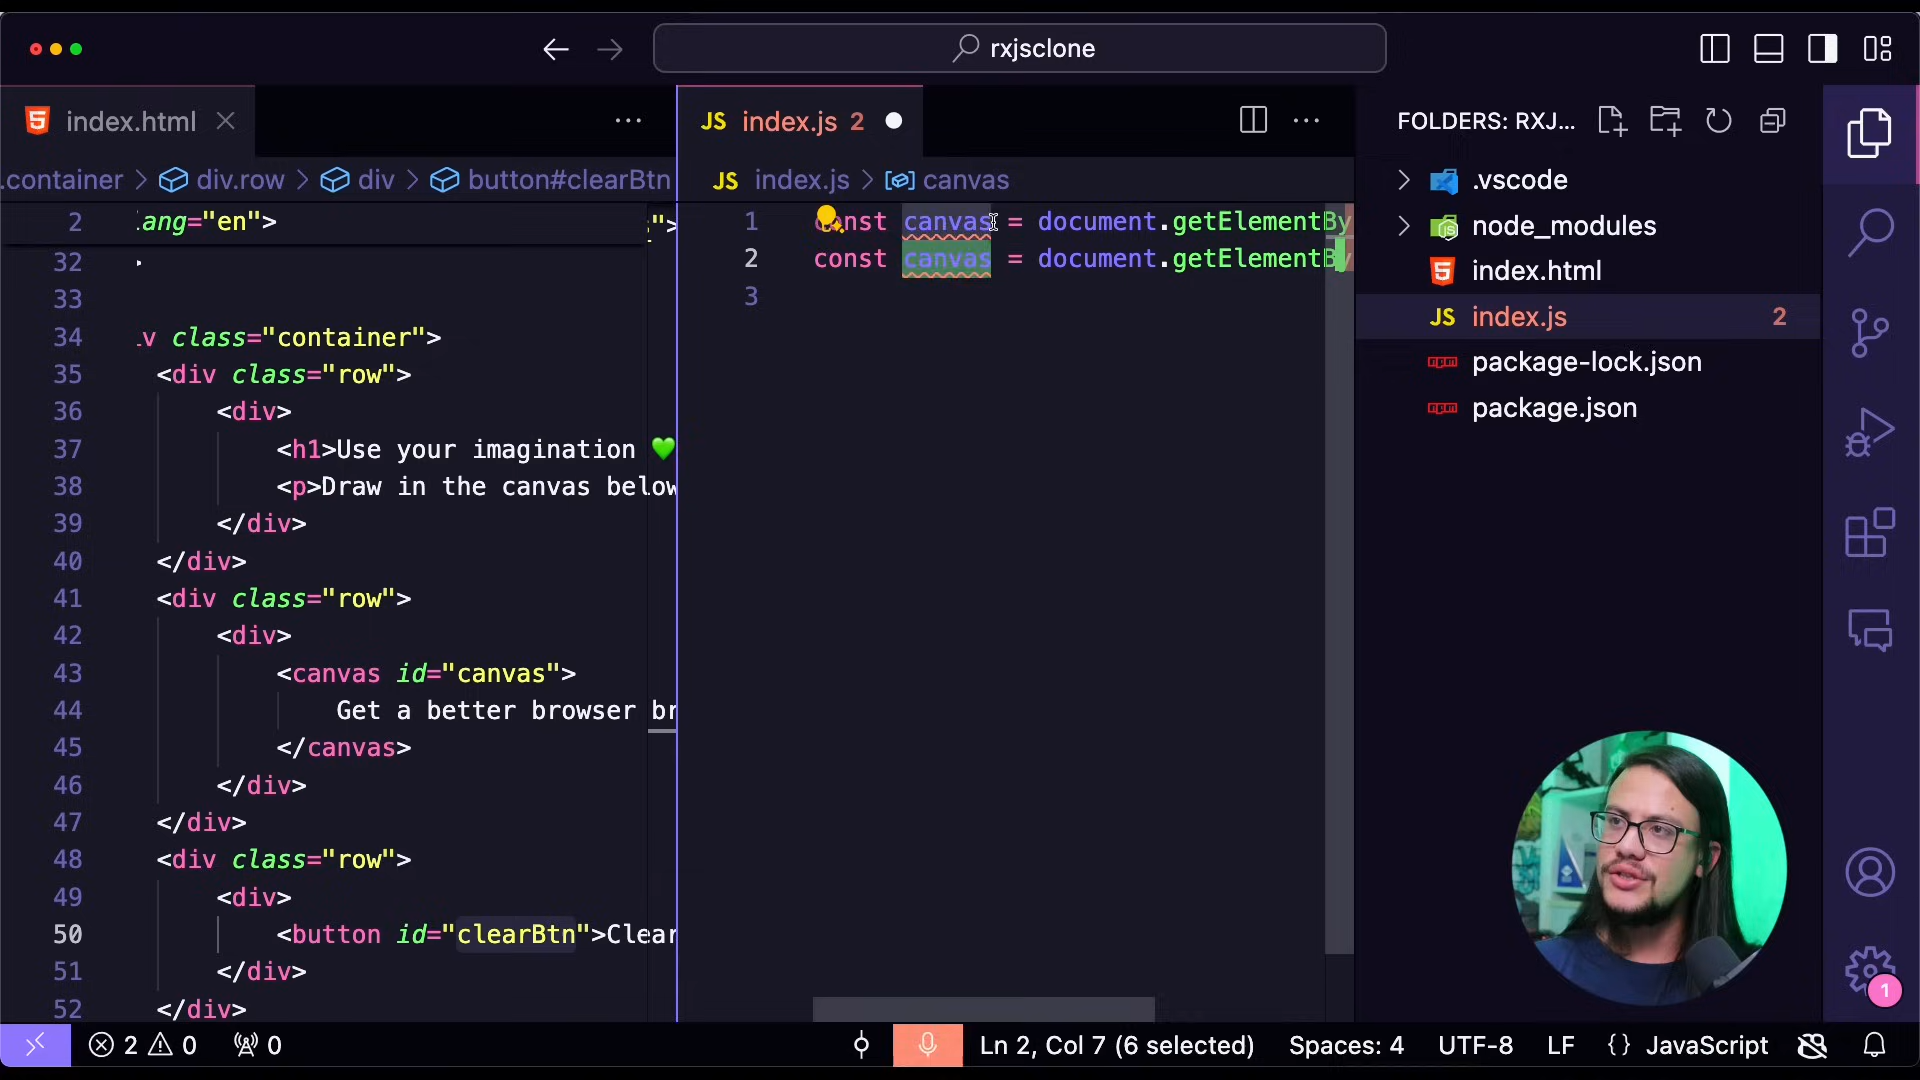 rxjsclone
index.html
JS index.js 2
FOLDERS: RXJ...
.container > div.row > div > button#clearBtn
JS index.js > canvas
.vscode
node_modules
index.html
JS index.js 2
package-lock.json
package.json
2 ang="en">
32
33
34 v class="container">
35 <div class="row">
36 <div>
37 <h1>Use your imagination 💚
38 <p>Draw in the canvas below
39 </div>
40 </div>
41 <div class="row">
42 <div>
43 <canvas id="canvas">
44 Get a better browser br
45 </canvas>
46 </div>
47 </div>
48 <div class="row">
49 <div>
50 <button id="clearBtn">Clear
51 </div>
52 </div>
1 const canvas = document.getElementBy
2 const canvas = document.getElementBy
3
2 0 0
Ln 2, Col 7 (6 selected) Spaces: 4 UTF-8 LF {} JavaScript
1